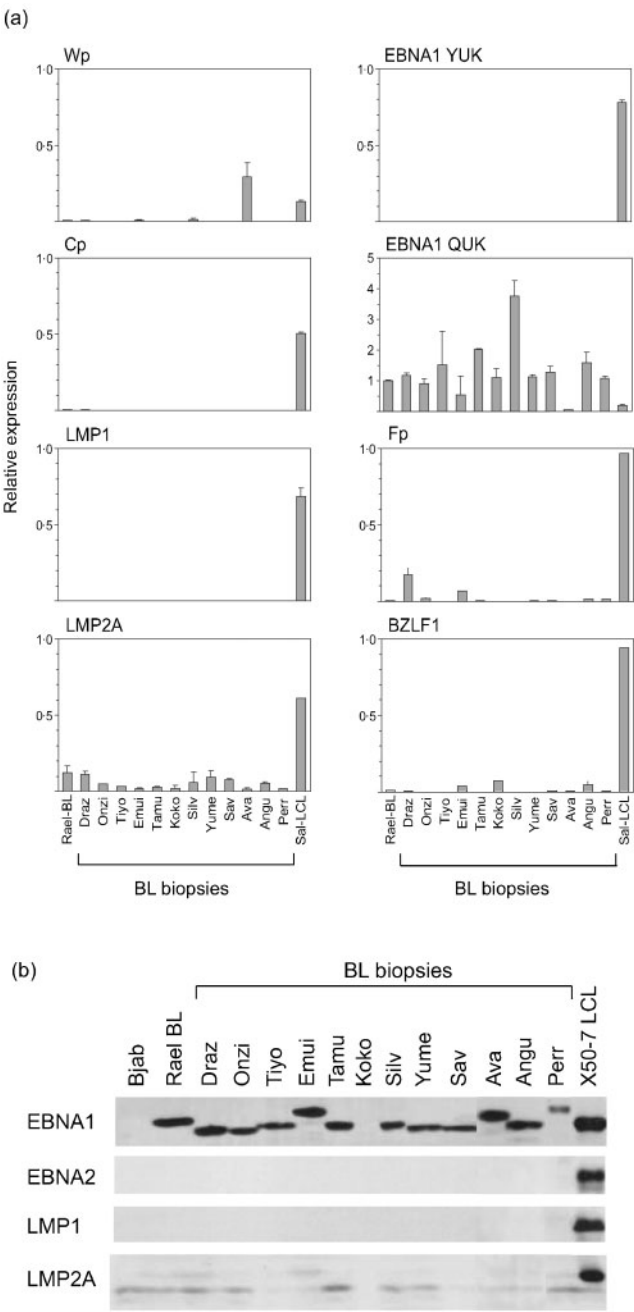 (a)
Relative expression
Wp
1·0
0·5
EBNA1 YUK
1·0
0·5
Cp
1·0
0·5
EBNA1 QUK
5
4
3
2
1
LMP1
1·0
0·5
Fp
1·0
0·5
LMP2A
1·0
0·5
Rael-BL
Draz
Onzi
Tiyo
Emui
Tamu
Koko
Silv
Yume
Sav
Ava
Angu
Perr
Sal-LCL
BL biopsies
BZLF1
1·0
0·5
Rael-BL
Draz
Onzi
Tiyo
Emui
Tamu
Koko
Silv
Yume
Sav
Ava
Angu
Perr
Sal-LCL
BL biopsies
(b)
BL biopsies
Bjab
Rael BL
Draz
Onzi
Tiyo
Emui
Tamu
Koko
Silv
Yume
Sav
Ava
Angu
Perr
X50-7 LCL
EBNA1
EBNA2
LMP1
LMP2A